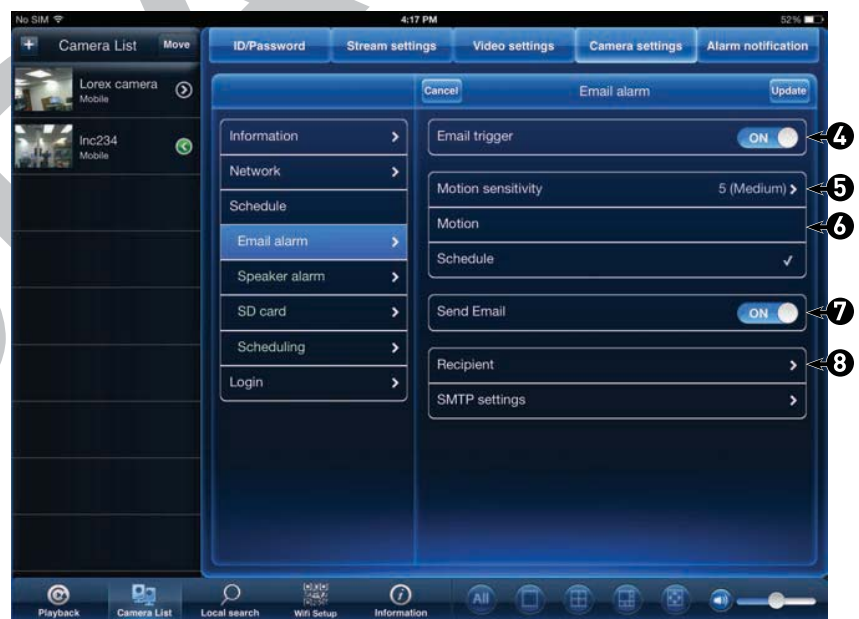 No SIM 4:17 PM 52%
+ Camera List Move
ID/Password Stream settings Video settings Camera settings Alarm notification
Lorex camera
Mobile
lnc234
Mobile
Cancel Email alarm Update
Information
Network
Schedule
Email alarm
Speaker alarm
SD card
Scheduling
Login
Email trigger ON 4
Motion sensitivity 5 (Medium) 5
Motion 6
Schedule
Send Email ON 7
Recipient 8
SMTP settings
Playback Camera List Local search Wifi Setup Information All